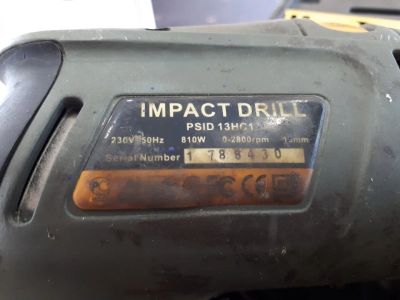 IMPACT DRILL
PSID 13HC1
230V~50Hz 810W 0-2800rpm 13mm
Serial Number 1 788430